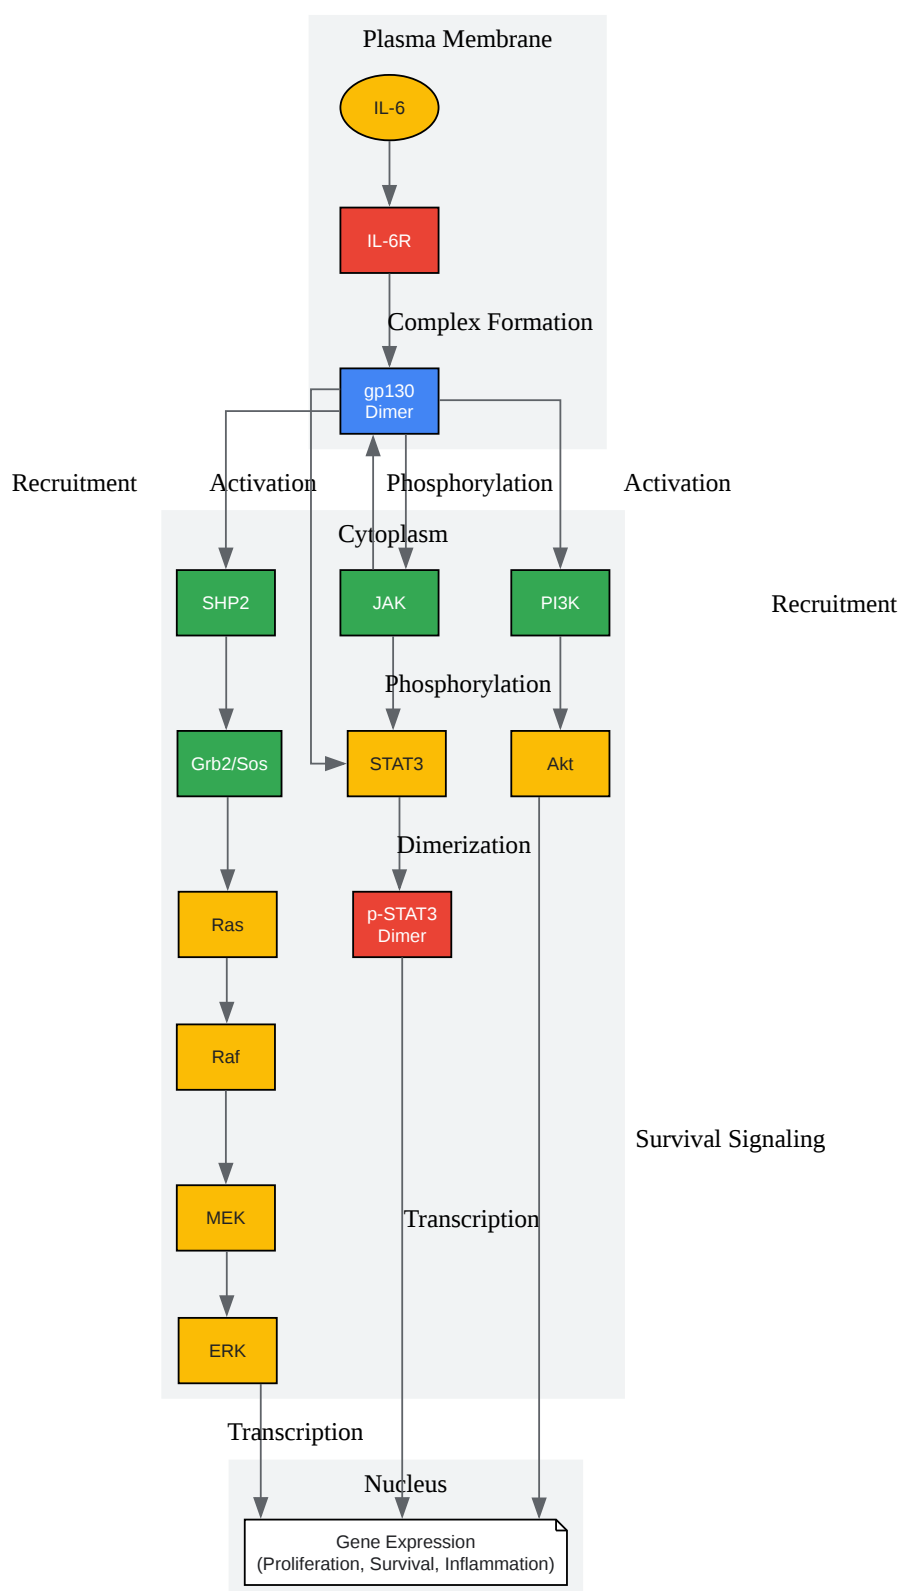 Plasma Membrane
IL-6
IL-6R
Complex Formation
gp130
Dimer
Recruitment
Activation
Phosphorylation
Activation
Cytoplasm
SHP2
JAK
PI3K
Recruitment
Phosphorylation
Grb2/Sos
STAT3
Akt
Dimerization
Ras
p-STAT3
Dimer
Raf
Survival Signaling
MEK
Transcription
ERK
Transcription
Nucleus
Gene Expression
(Proliferation, Survival, Inflammation)